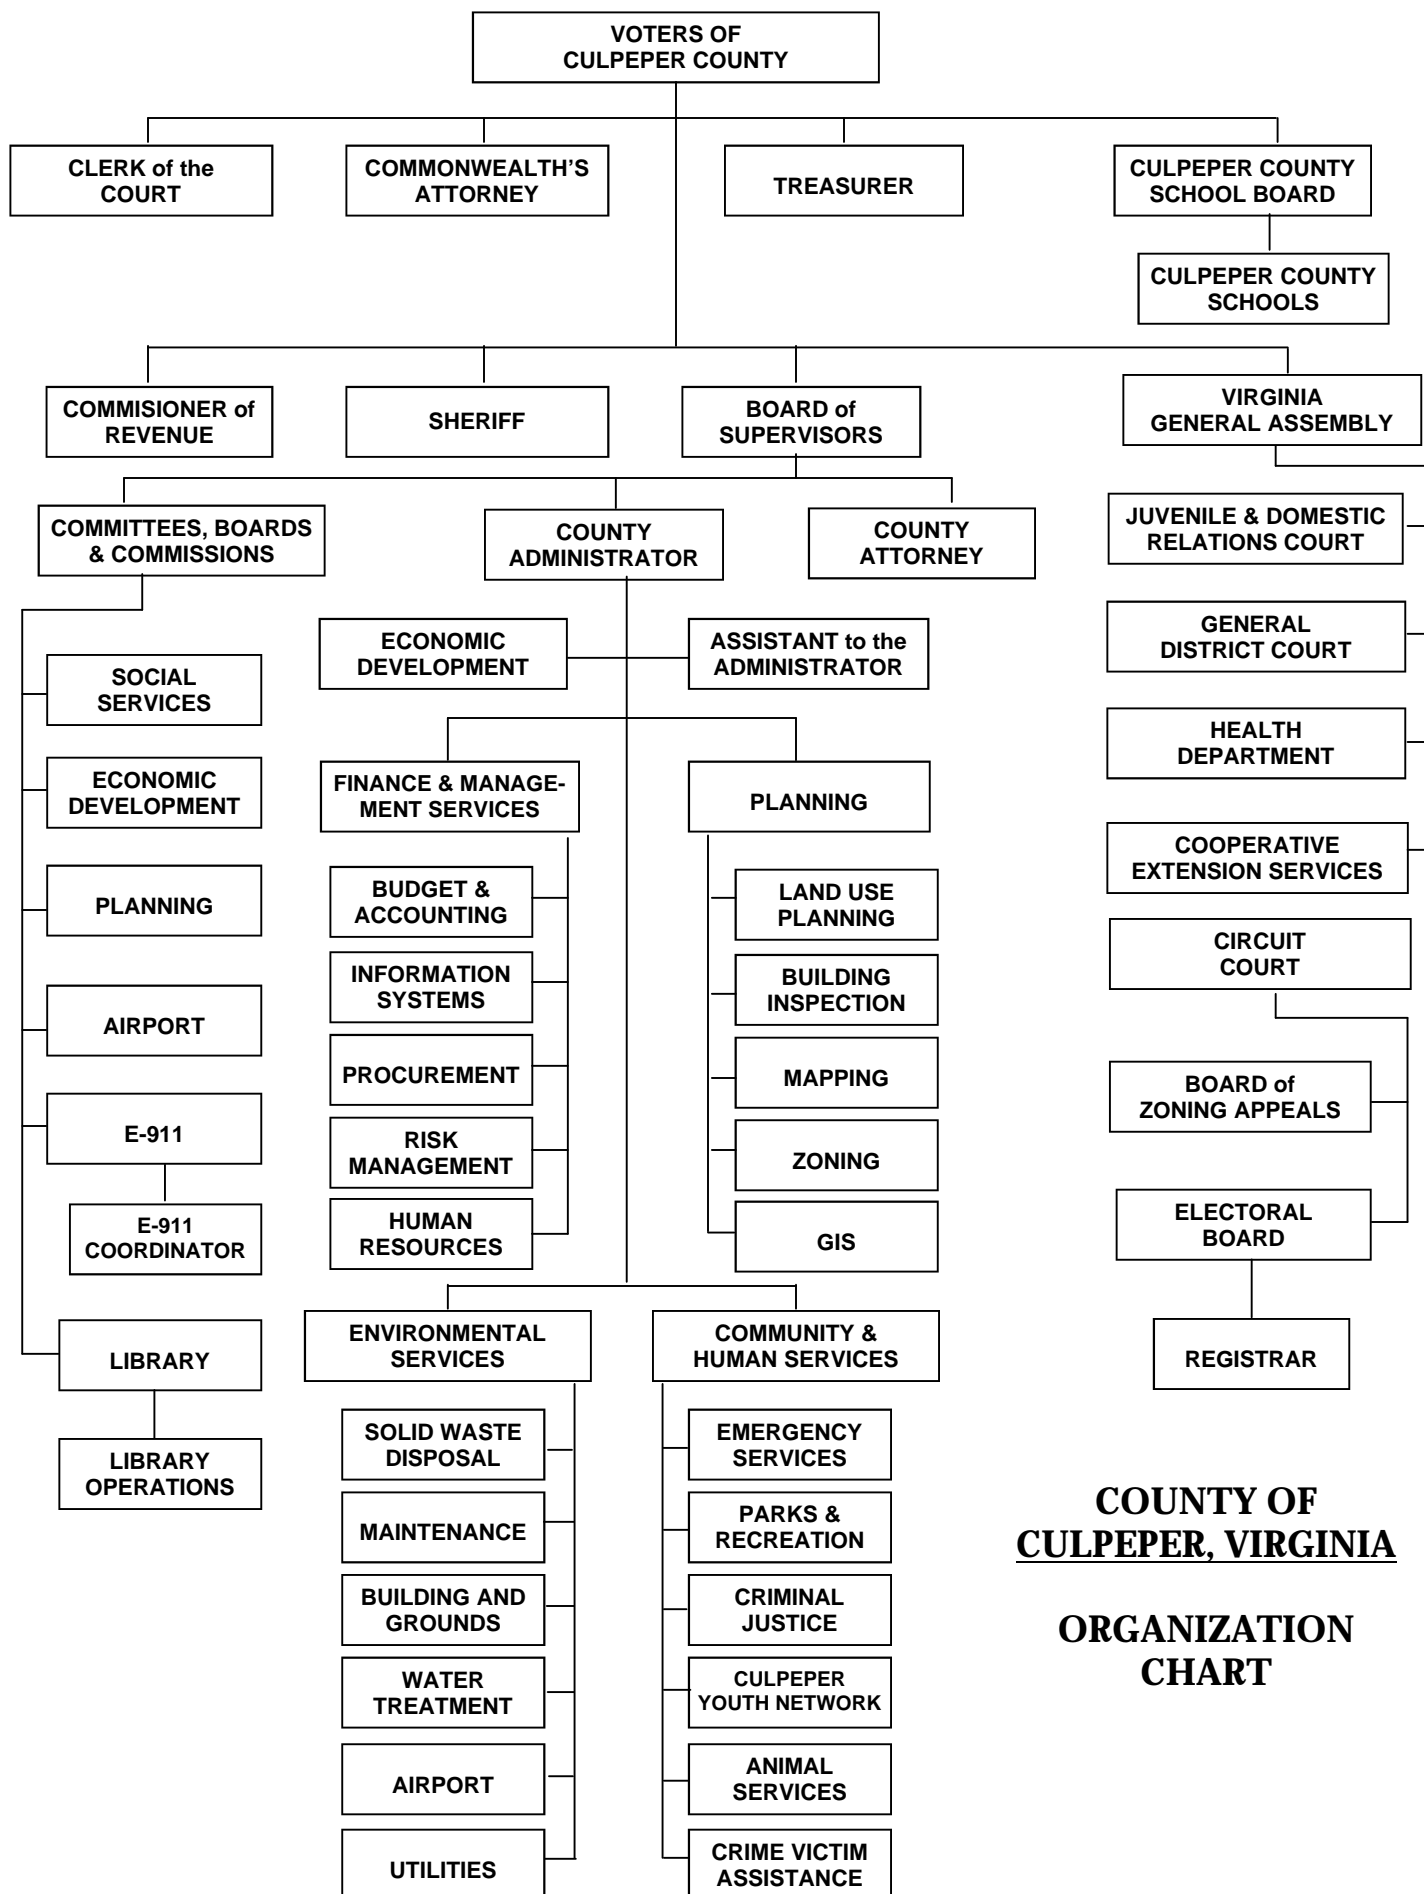 VOTERS OF
CULPEPER COUNTY
CLERK of the
COURT
COMMONWEALTH'S
ATTORNEY
TREASURER
CULPEPER COUNTY
SCHOOL BOARD
CULPEPER COUNTY
SCHOOLS
COMMISIONER of
REVENUE
SHERIFF
BOARD of
SUPERVISORS
VIRGINIA
GENERAL ASSEMBLY
COMMITTEES, BOARDS
& COMMISSIONS
COUNTY
ADMINISTRATOR
COUNTY
ATTORNEY
JUVENILE & DOMESTIC
RELATIONS COURT
GENERAL
DISTRICT COURT
HEALTH
DEPARTMENT
COOPERATIVE
EXTENSION SERVICES
CIRCUIT
COURT
BOARD of
ZONING APPEALS
ELECTORAL
BOARD
REGISTRAR
SOCIAL
SERVICES
ECONOMIC
DEVELOPMENT
PLANNING
AIRPORT
E-911
E-911
COORDINATOR
LIBRARY
LIBRARY
OPERATIONS
ECONOMIC
DEVELOPMENT
ASSISTANT to the
ADMINISTRATOR
FINANCE & MANAGE-
MENT SERVICES
BUDGET &
ACCOUNTING
INFORMATION
SYSTEMS
PROCUREMENT
RISK
MANAGEMENT
HUMAN
RESOURCES
PLANNING
LAND USE
PLANNING
BUILDING
INSPECTION
MAPPING
ZONING
GIS
ENVIRONMENTAL
SERVICES
SOLID WASTE
DISPOSAL
MAINTENANCE
BUILDING AND
GROUNDS
WATER
TREATMENT
AIRPORT
UTILITIES
COMMUNITY &
HUMAN SERVICES
EMERGENCY
SERVICES
PARKS &
RECREATION
CRIMINAL
JUSTICE
CULPEPER
YOUTH NETWORK
ANIMAL
SERVICES
CRIME VICTIM
ASSISTANCE
COUNTY OF
CULPEPER, VIRGINIA
ORGANIZATION
CHART